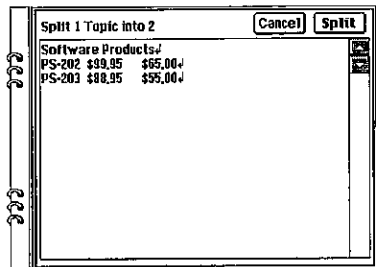 Split 1 Topic into 2 Cancel Split
Software Products↲
PS-202 $99.95 $65.00↲
PS-203 $88.95 $55.00↲